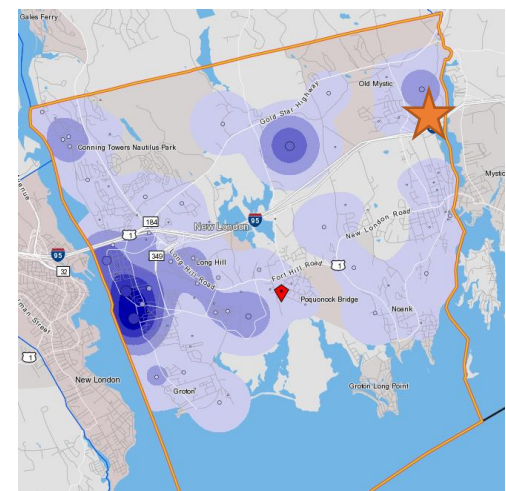 Gales Ferry
Old Mystic
Gold Star Highway
Conning Towers Nautilus Park
Mystic
95
184
New London
1
New London Road
95
349
32
Long Hill
Long Hill Road
Fort Hill Road
1
Poquonock Bridge
Noank
1
New London
Groton
Groton Long Point